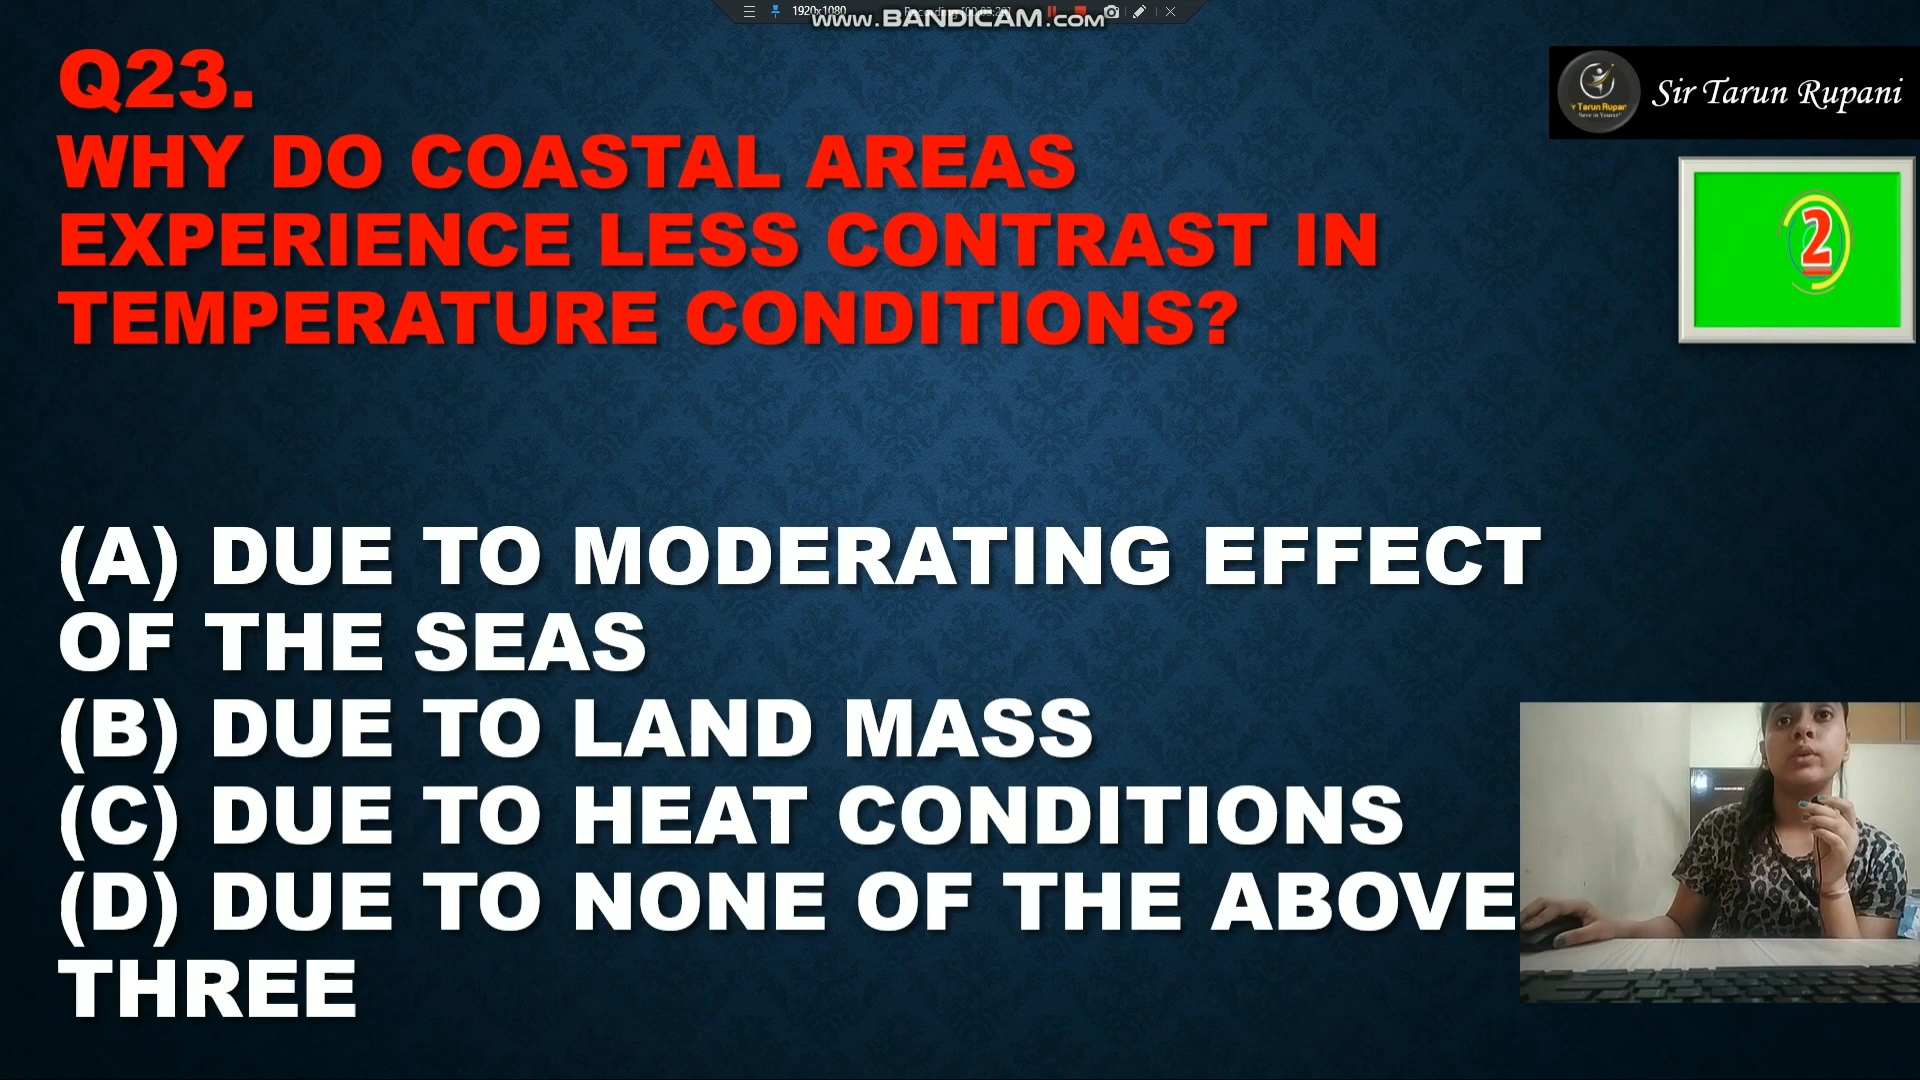 1920x1080
www.BANDICAM.com
Q23.
WHY DO COASTAL AREAS
EXPERIENCE LESS CONTRAST IN
TEMPERATURE CONDITIONS?
Sir Tarun Rupani
2
(A) DUE TO MODERATING EFFECT
OF THE SEAS
(B) DUE TO LAND MASS
(C) DUE TO HEAT CONDITIONS
(D) DUE TO NONE OF THE ABOVE
THREE